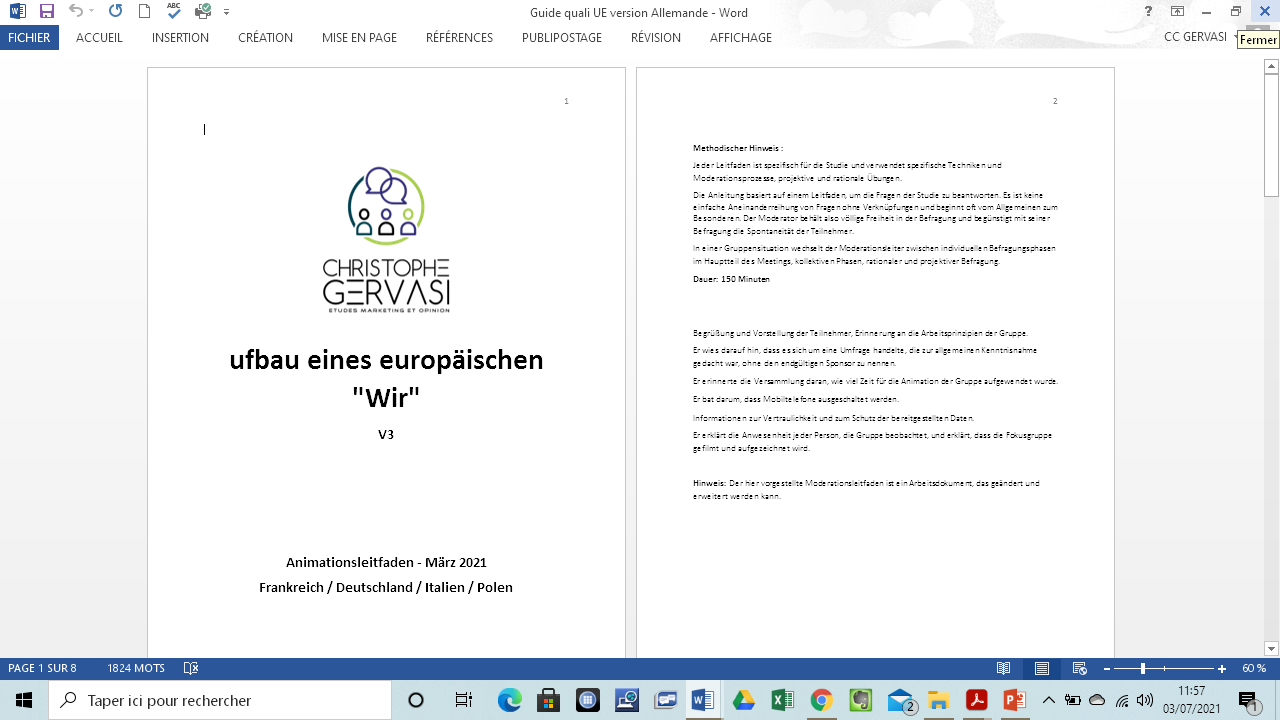 ABC
Guide quali UE version Allemande - Word
?
FICHIER ACCUEIL INSERTION CRÉATION MISE EN PAGE RÉFÉRENCES PUBLIPOSTAGE RÉVISION AFFICHAGE
CC GERVASI
Fermer
1
CHRISTOPHE
GERVASI
ETUDES MARKETING ET OPINION
ufbau eines europäischen
"Wir"
V3
Animationsleitfaden - März 2021
Frankreich / Deutschland / Italien / Polen
2
Methodischer Hinweis :
Jeder Leitfaden ist spezifisch für die Studie und verwendet spezifische Techniken und
Moderationsprozesse, projektive und rationale Übungen.
Die Anleitung basiert auf einem Leitfaden, um die Fragen der Studie zu beantworten. Es ist keine
einfache Aneinanderreihung von Fragen ohne Verknüpfungen und beginnt oft vom Allgemeinen zum
Besonderen. Der Moderator behält also völlige Freiheit in der Befragung und begünstigt mit seiner
Befragung die Spontaneität der Teilnehmer.
In einer Gruppensituation wechselt der Moderationsleiter zwischen individuellen Befragungsphasen
im Hauptteil des Meetings, kollektiven Phasen, rationaler und projektiver Befragung.
Dauer: 150 Minuten
Begrüßung und Vorstellung der Teilnehmer, Erinnerung an die Arbeitsprinzipien der Gruppe.
Er wies darauf hin, dass es sich um eine Umfrage handelte, die zur allgemeinen Kenntnisnahme
gedacht war, ohne den endgültigen Sponsor zu nennen.
Er erinnerte die Versammlung daran, wie viel Zeit für die Animation der Gruppe aufgewendet wurde.
Er bat darum, dass Mobiltelefone ausgeschaltet werden.
Informationen zur Vertraulichkeit und zum Schutz der bereitgestellten Daten.
Er erklärt die Anwesenheit jeder Person, die Gruppe beobachtet, und erklärt, dass die Fokusgruppe
gefilmt und aufgezeichnet wird.
Hinweis: Der hier vorgestellte Moderationsleitfaden ist ein Arbeitsdokument, das geändert und
erweitert werden kann.
PAGE 1 SUR 8 1824 MOTS 60 %
Taper ici pour rechercher
2
11:57
03/07/2021
1